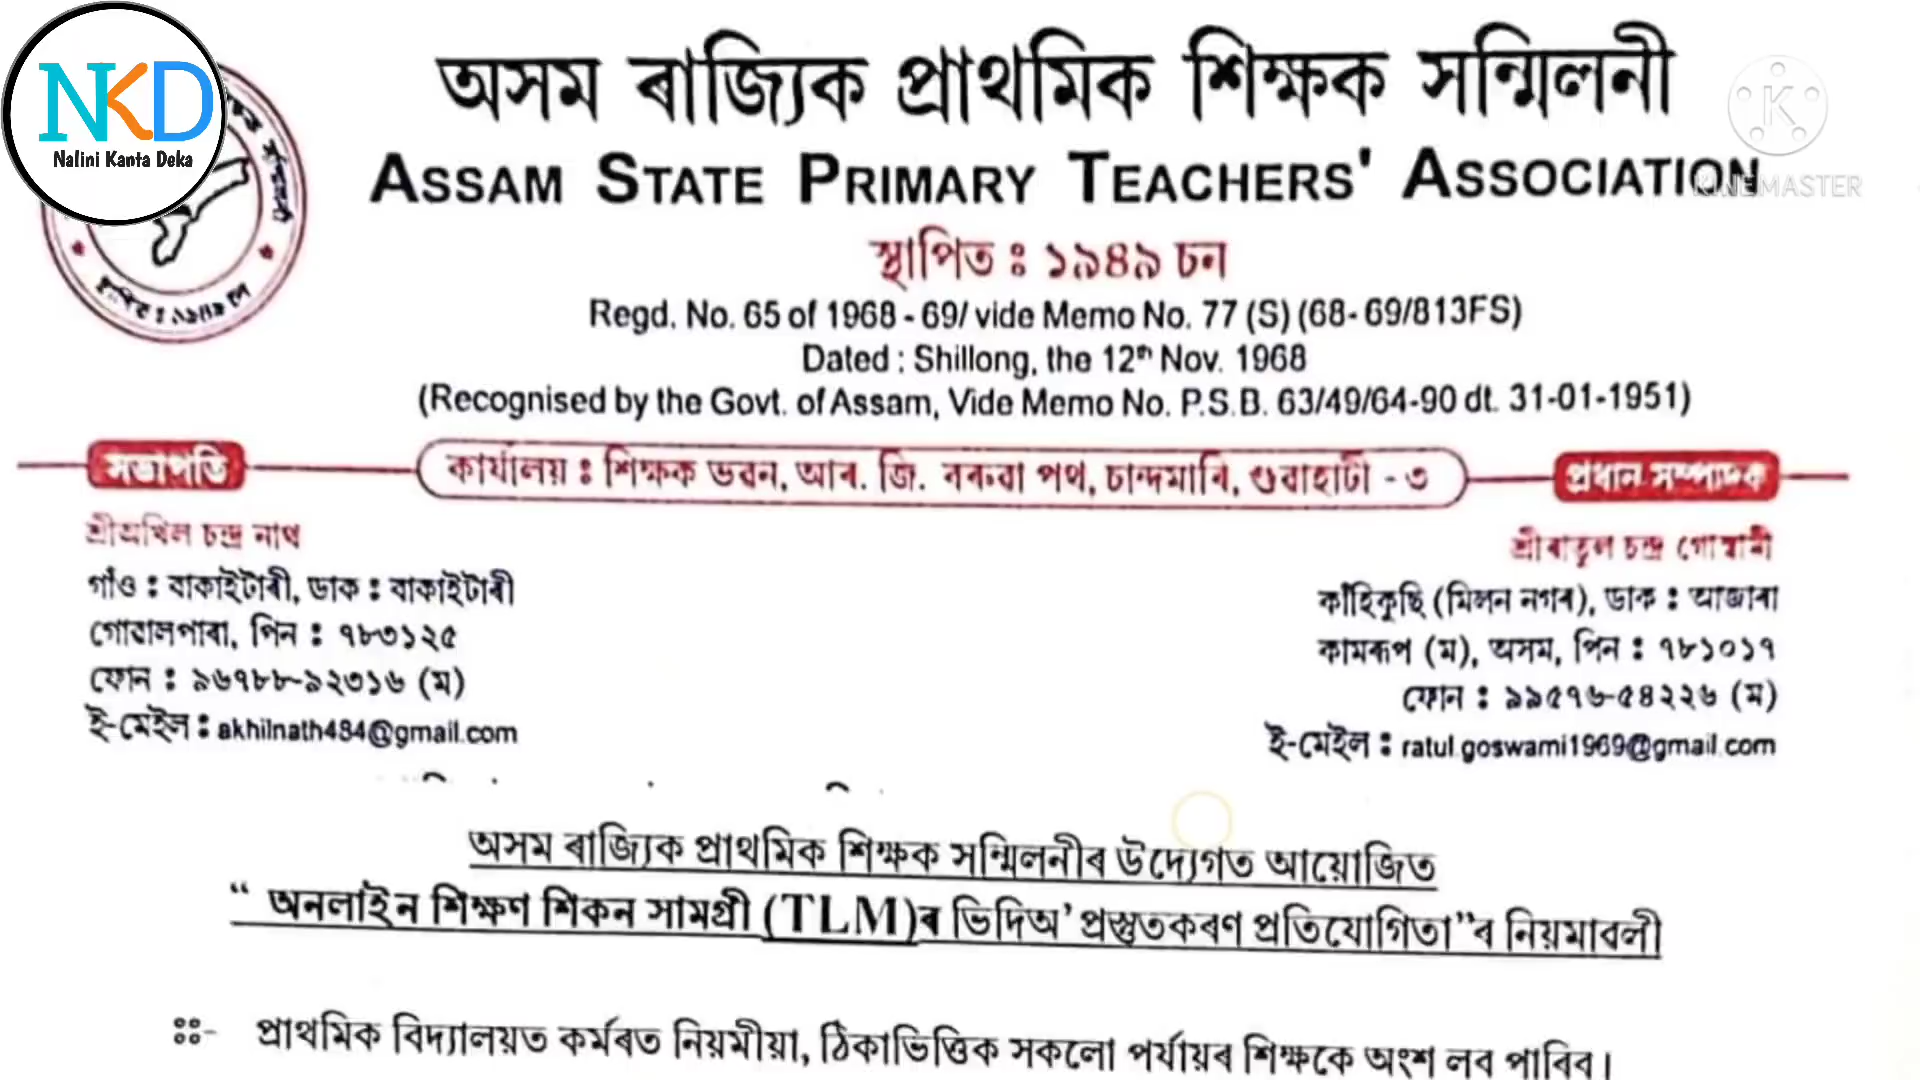 NKD
Nalini Kanta Deka
স্থাপিত : ১৯৪৯ চন
অসম ৰাজ্যিক প্ৰাথমিক শিক্ষক সন্মিলনী
ASSAM STATE PRIMARY TEACHERS' ASSOCIATION
KINEMASTER
স্থাপিত : ১৯৪৯ চন
Regd. No. 65 of 1968 - 69/ vide Memo No. 77 (S) (68- 69/813FS)
Dated : Shillong, the 12th Nov. 1968
(Recognised by the Govt. of Assam, Vide Memo No. P.S.B. 63/49/64-90 dt. 31-01-1951)
সভাপতি
কাৰ্যালয় : শিক্ষক ভৱন, আৰ. জি. বৰুৱা পথ, চান্দমাৰি, গুৱাহাটী - ৩
প্ৰধান সম্পাদক
শ্ৰীঅখিল চন্দ্ৰ নাথ
গাঁও : বাকাইটাৰী, ডাক : বাকাইটাৰী
গোৱালপাৰা, পিন : ৭৮৩১২৫
ফোন : ৯৬৭৮৮-৯২৩১৬ (ম)
ই-মেইল : akhilnath484@gmail.com
শ্ৰীৰাতুল চন্দ্ৰ গোস্বামী
কাঁহিকুছি (মিলন নগৰ), ডাক : আজাৰা
কামৰূপ (ম), অসম, পিন : ৭৮১০১৭
ফোন : ৯৯৫৭৬-৫৪২২৬ (ম)
ই-মেইল : ratul.goswami1969@gmail.com
অসম ৰাজ্যিক প্ৰাথমিক শিক্ষক সন্মিলনীৰ উদ্যেগত আয়োজিত
“ অনলাইন শিক্ষণ শিকন সামগ্ৰী (TLM)ৰ ভিদিঅ’ প্ৰস্তুতকৰণ প্ৰতিযোগিতা”ৰ নিয়মাবলী
ঃঃ- প্ৰাথমিক বিদ্যালয়ত কৰ্মৰত নিয়মীয়া, ঠিকাভিত্তিক সকলো পৰ্যায়ৰ শিক্ষকে অংশ লব পাৰিব।